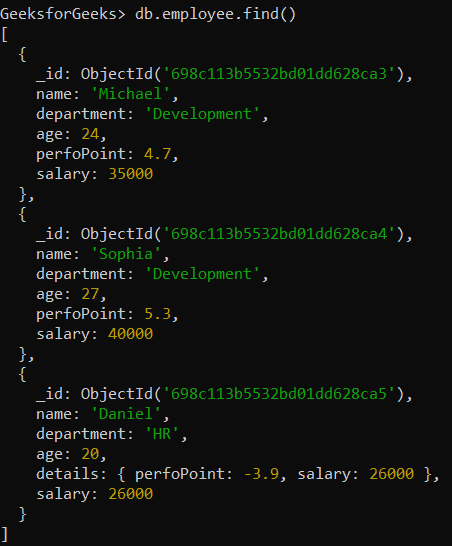 GeeksforGeeks> db.employee.find()
[
  {
    _id: ObjectId('698c113b5532bd01dd628ca3'),
    name: 'Michael',
    department: 'Development',
    age: 24,
    perfoPoint: 4.7,
    salary: 35000
  },
  {
    _id: ObjectId('698c113b5532bd01dd628ca4'),
    name: 'Sophia',
    department: 'Development',
    age: 27,
    perfoPoint: 5.3,
    salary: 40000
  },
  {
    _id: ObjectId('698c113b5532bd01dd628ca5'),
    name: 'Daniel',
    department: 'HR',
    age: 20,
    details: { perfoPoint: -3.9, salary: 26000 },
    salary: 26000
  }
]